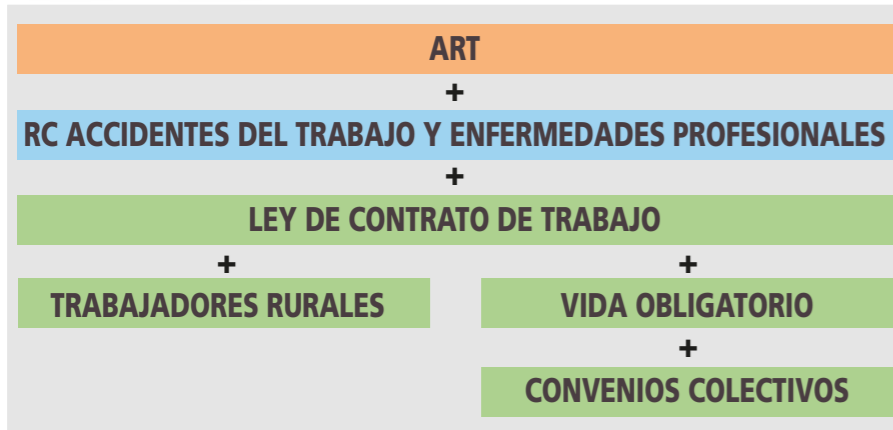 ART
+
RC ACCIDENTES DEL TRABAJO Y ENFERMEDADES PROFESIONALES
+
LEY DE CONTRATO DE TRABAJO
+ +
TRABAJADORES RURALES VIDA OBLIGATORIO
+
CONVENIOS COLECTIVOS